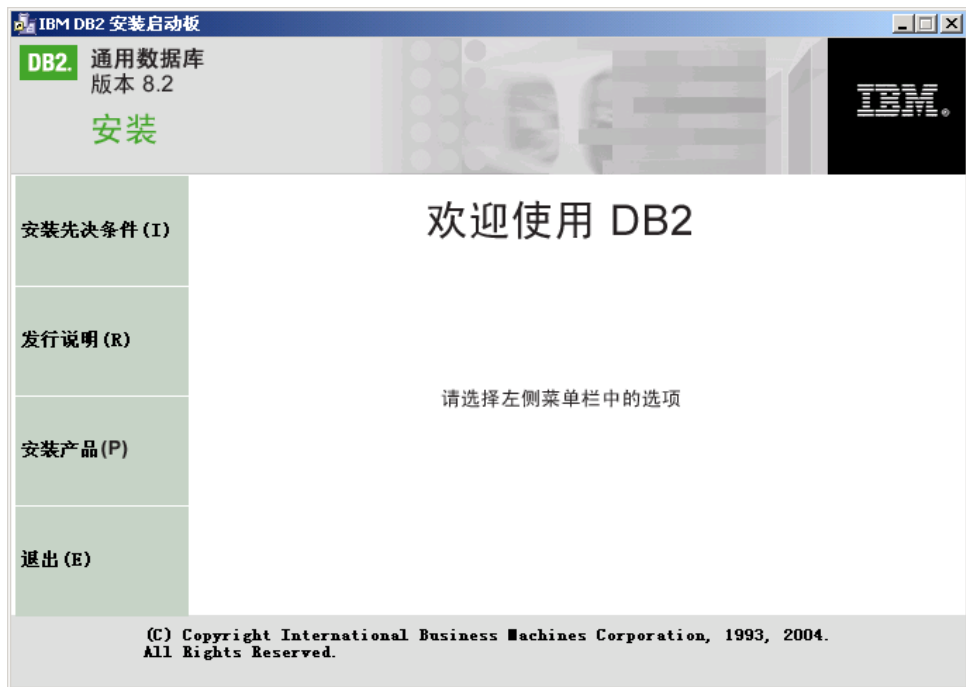 IBM DB2 安装启动板
DB2. 通用数据库
版本 8.2
安装
IBM®
安装先决条件(I)
欢迎使用 DB2
发行说明(R)
请选择左侧菜单栏中的选项
安装产品(P)
退出(E)
(C) Copyright International Business Machines Corporation, 1993, 2004.
All Rights Reserved.